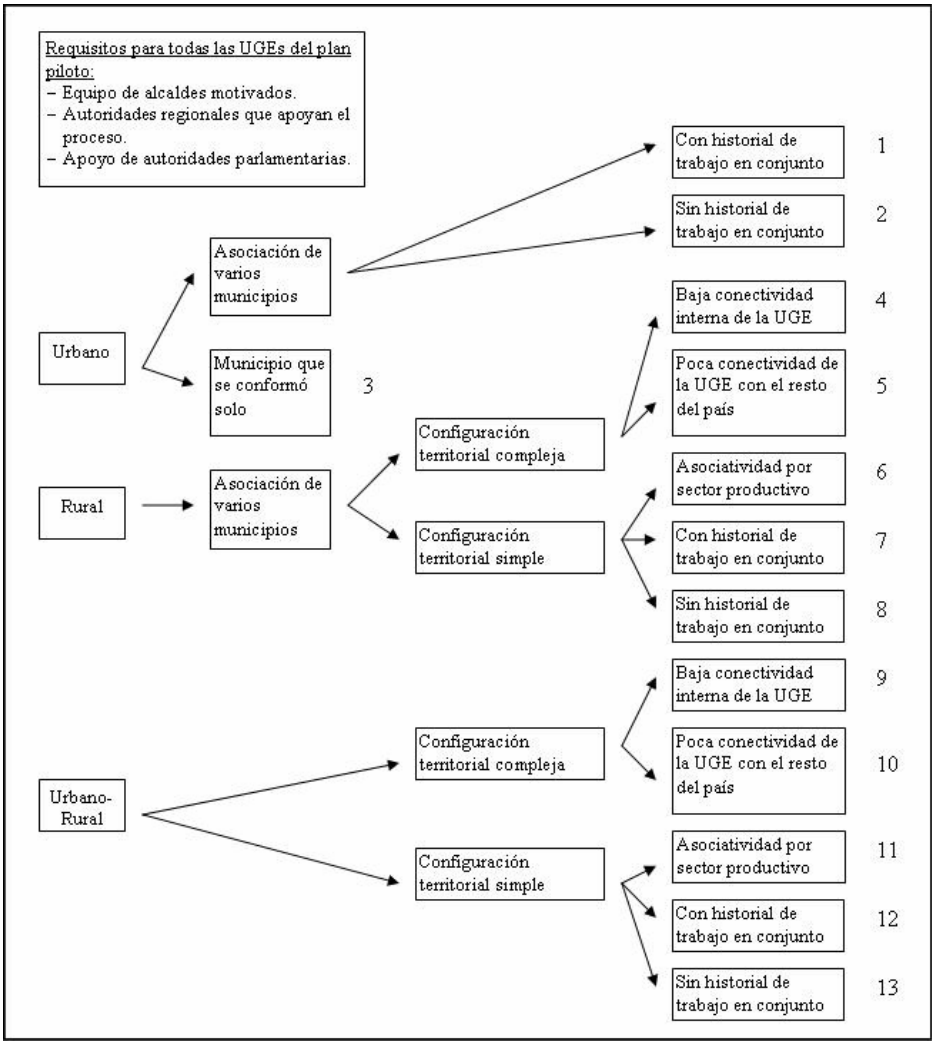 Requisitos para todas las UGEs del plan
piloto:
– Equipo de alcaldes motivados.
– Autoridades regionales que apoyan el
proceso.
– Apoyo de autoridades parlamentarias.
Con historial de
trabajo en conjunto
1
Sin historial de
trabajo en conjunto
2
Asociación de
varios
municipios
Baja conectividad
interna de la UGE
4
Urbano
Municipio que
se conformó
solo
3
Poca conectividad de
la UGE con el resto
del país
5
Configuración
territorial compleja
Asociatividad por
sector productivo
6
Rural
Asociación de
varios
municipios
Configuración
territorial simple
Con historial de
trabajo en conjunto
7
Sin historial de
trabajo en conjunto
8
Baja conectividad
interna de la UGE
9
Configuración
territorial compleja
Poca conectividad de
la UGE con el resto
del país
10
Urbano-
Rural
Asociatividad por
sector productivo
11
Configuración
territorial simple
Con historial de
trabajo en conjunto
12
Sin historial de
trabajo en conjunto
13